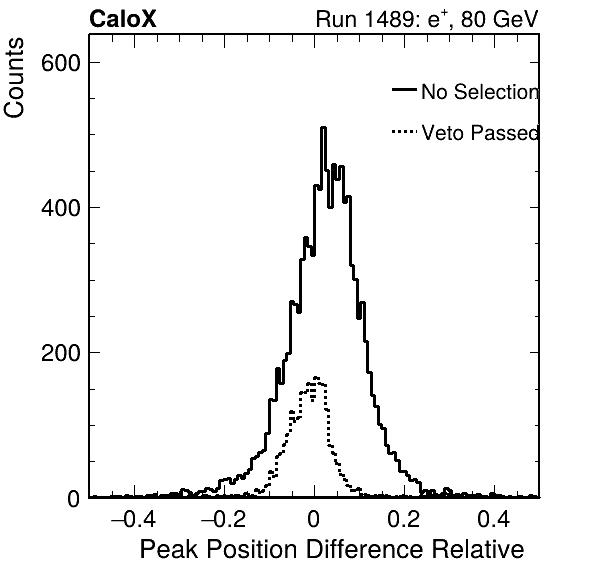 CaloX Run 1489: e⁺, 80 GeV
Counts
600
No Selection
Veto Passed
400
200
0
−0.4 −0.2 0 0.2 0.4
Peak Position Difference Relative